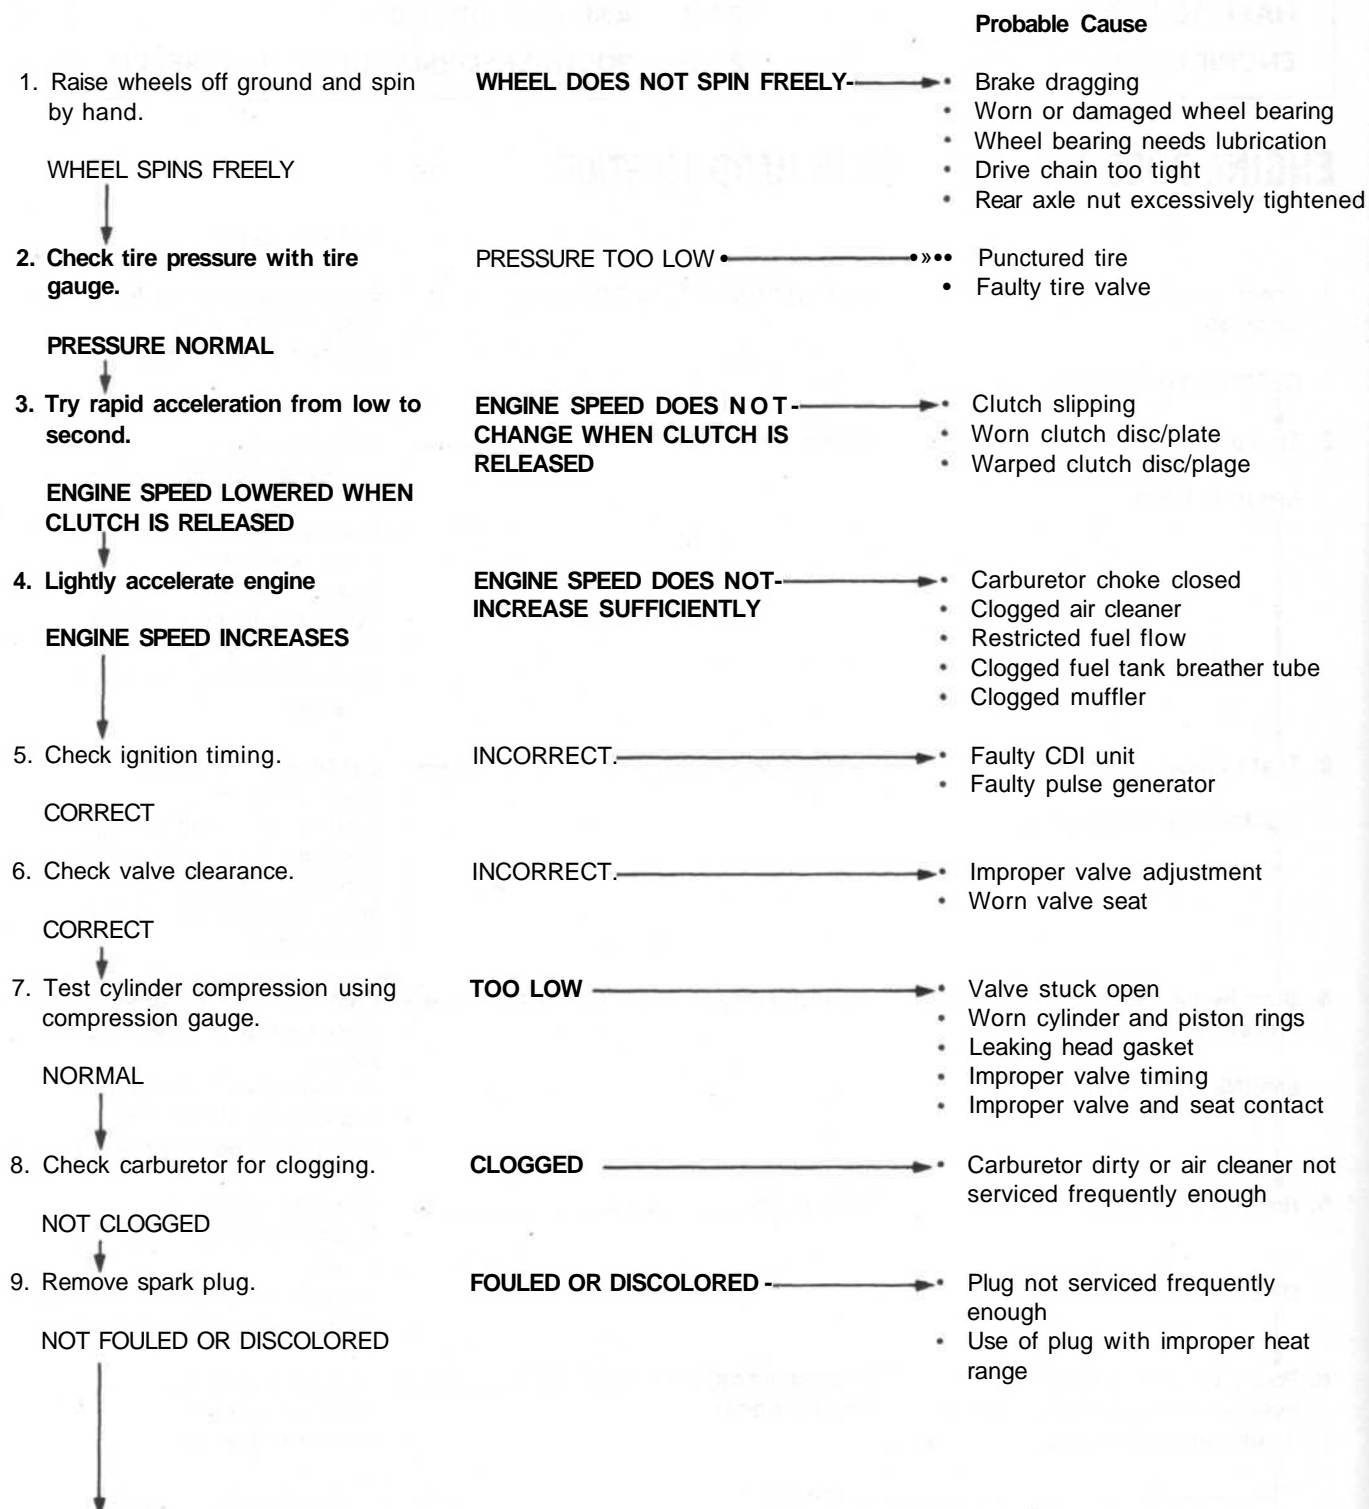 Probable Cause
1. Raise wheels off ground and spin
by hand.
WHEEL DOES NOT SPIN FREELY-
• Brake dragging
• Worn or damaged wheel bearing
• Wheel bearing needs lubrication
• Drive chain too tight
• Rear axle nut excessively tightened
WHEEL SPINS FREELY
2. Check tire pressure with tire
gauge.
PRESSURE TOO LOW •
•»•• Punctured tire
• Faulty tire valve
PRESSURE NORMAL
3. Try rapid acceleration from low to
second.
ENGINE SPEED DOES NOT-
CHANGE WHEN CLUTCH IS
RELEASED
• Clutch slipping
• Worn clutch disc/plate
• Warped clutch disc/plage
ENGINE SPEED LOWERED WHEN
CLUTCH IS RELEASED
4. Lightly accelerate engine
ENGINE SPEED DOES NOT-
INCREASE SUFFICIENTLY
• Carburetor choke closed
• Clogged air cleaner
• Restricted fuel flow
• Clogged fuel tank breather tube
• Clogged muffler
ENGINE SPEED INCREASES
5. Check ignition timing.
INCORRECT.
• Faulty CDI unit
• Faulty pulse generator
CORRECT
6. Check valve clearance.
INCORRECT.
• Improper valve adjustment
• Worn valve seat
CORRECT
7. Test cylinder compression using
compression gauge.
TOO LOW
• Valve stuck open
• Worn cylinder and piston rings
• Leaking head gasket
• Improper valve timing
• Improper valve and seat contact
NORMAL
8. Check carburetor for clogging.
CLOGGED
• Carburetor dirty or air cleaner not
serviced frequently enough
NOT CLOGGED
9. Remove spark plug.
FOULED OR DISCOLORED -
• Plug not serviced frequently
enough
• Use of plug with improper heat
range
NOT FOULED OR DISCOLORED